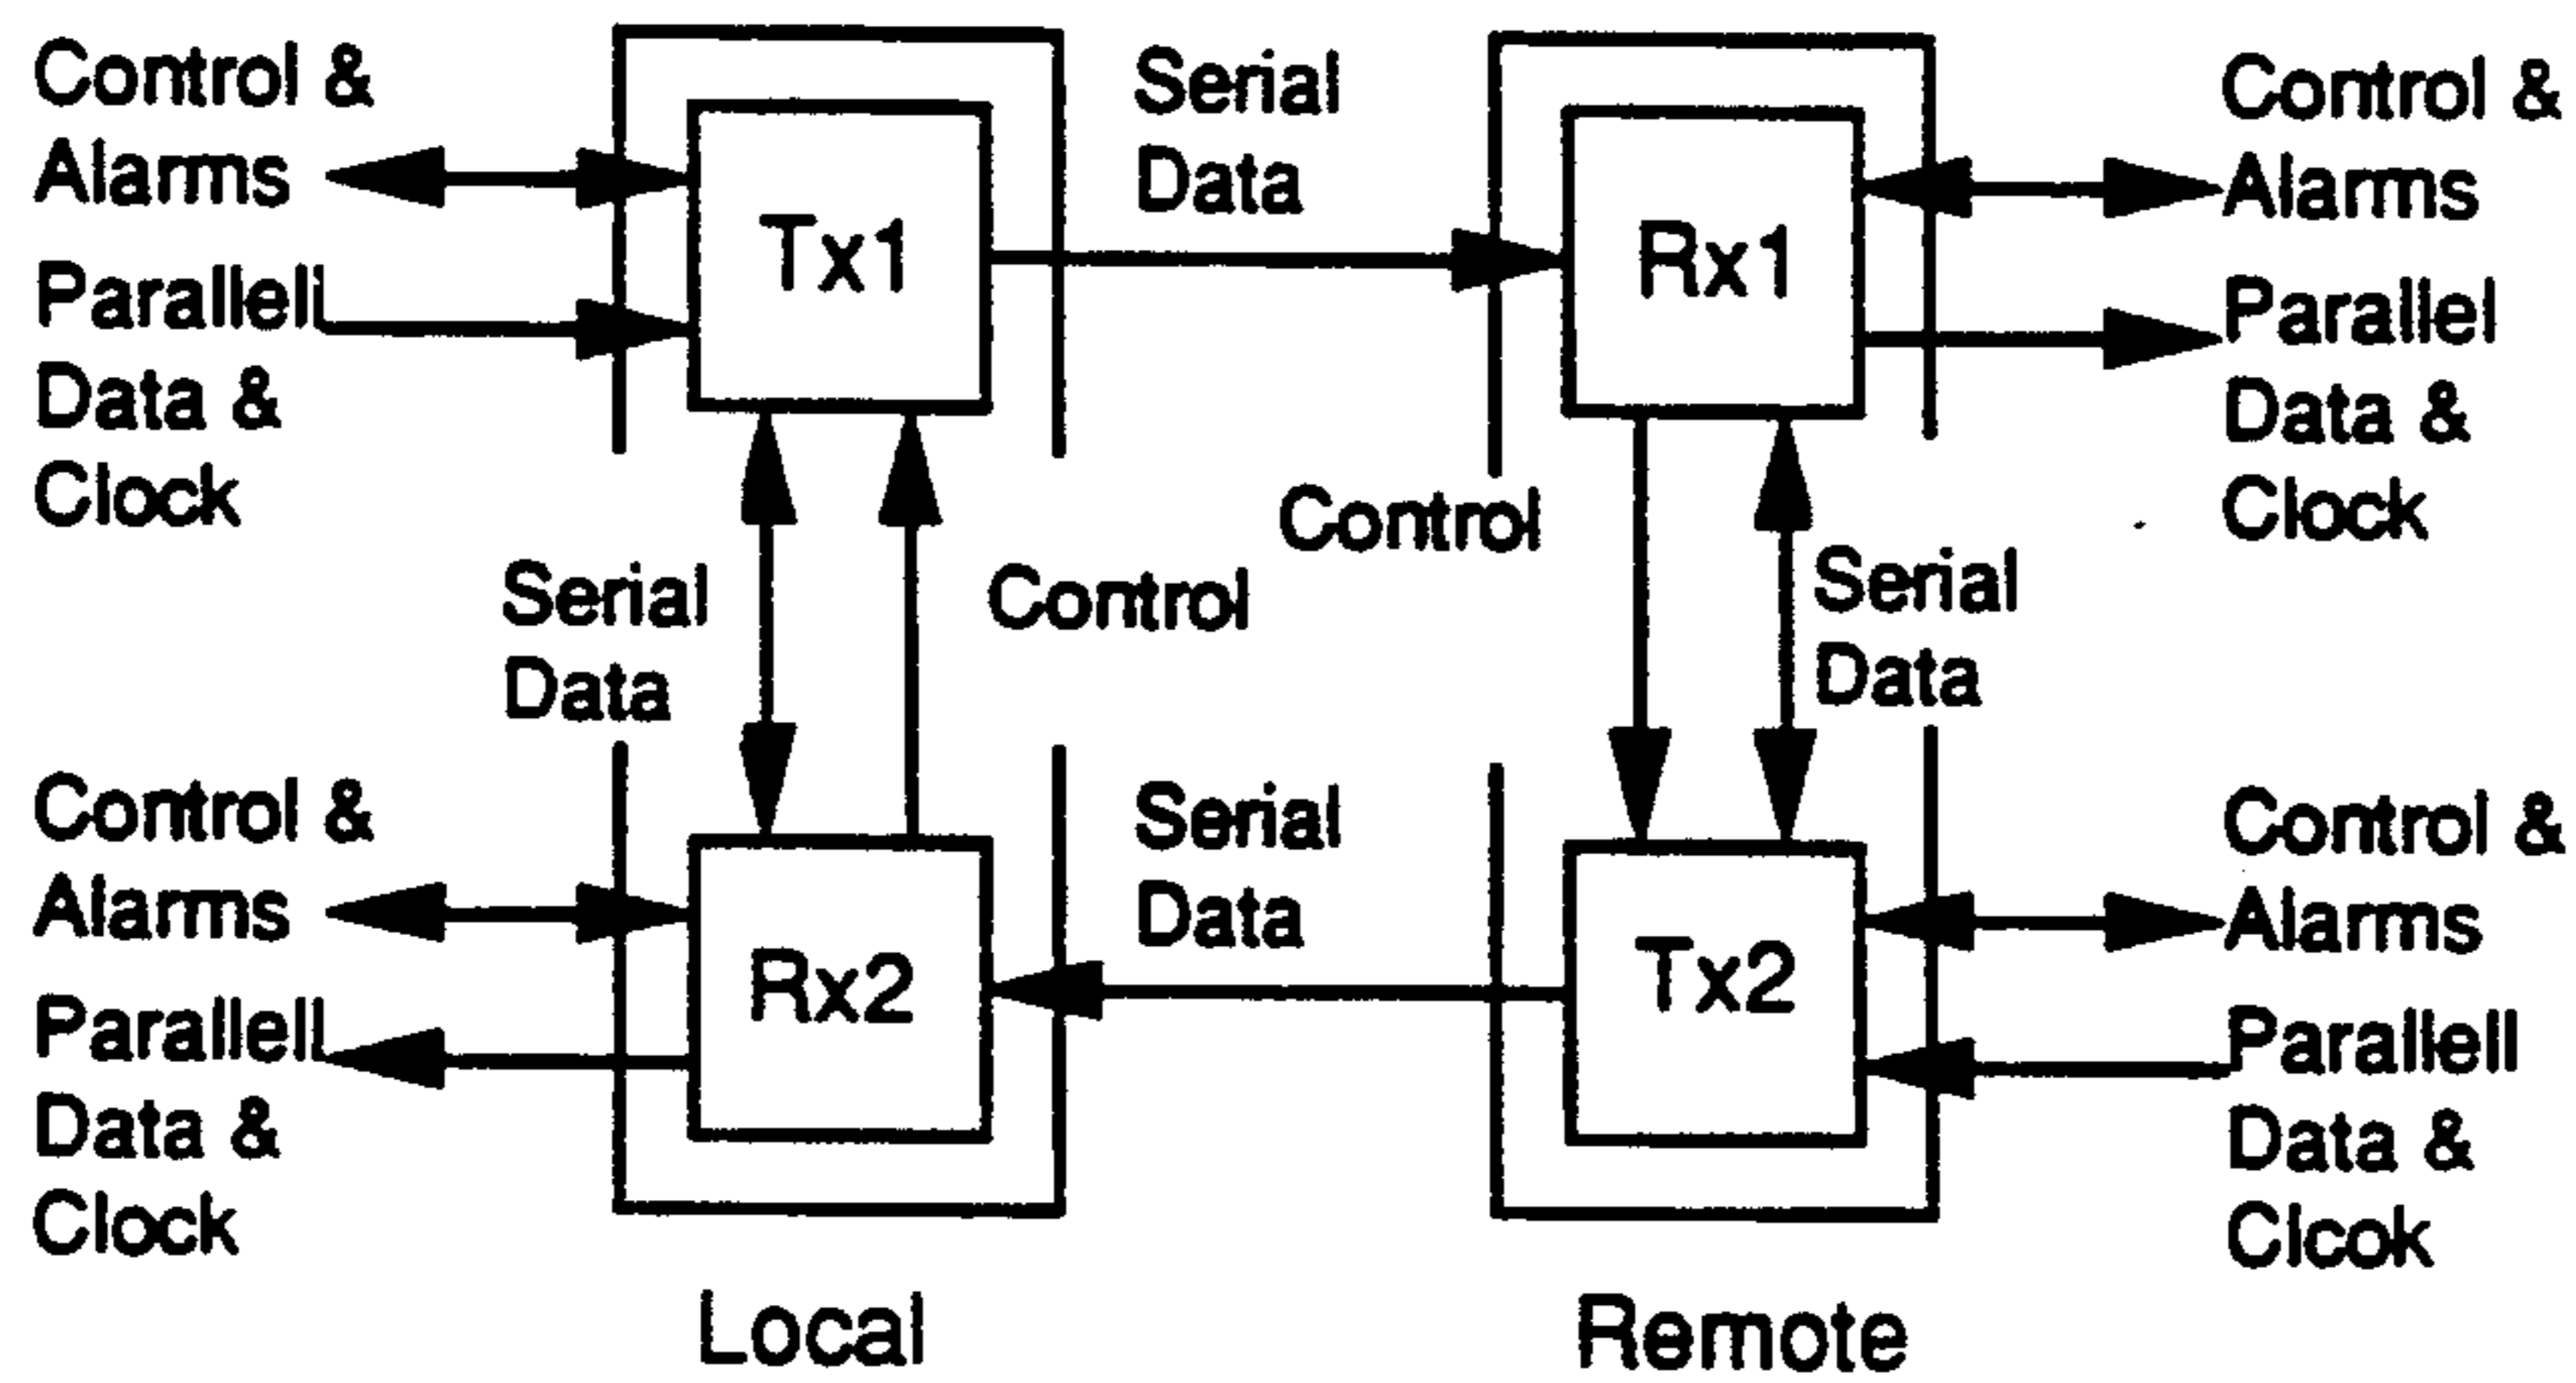 Control &
Alarms
Parallell
Data &
Clock
Tx1
Serial
Data
Rx1
Control &
Alarms
Parallel
Data &
Clock
Serial
Data
Control
Control
Serial
Data
Control &
Alarms
Parallell
Data &
Clock
Rx2
Serial
Data
Tx2
Control &
Alarms
Parallell
Data &
Clcok
Local
Remote